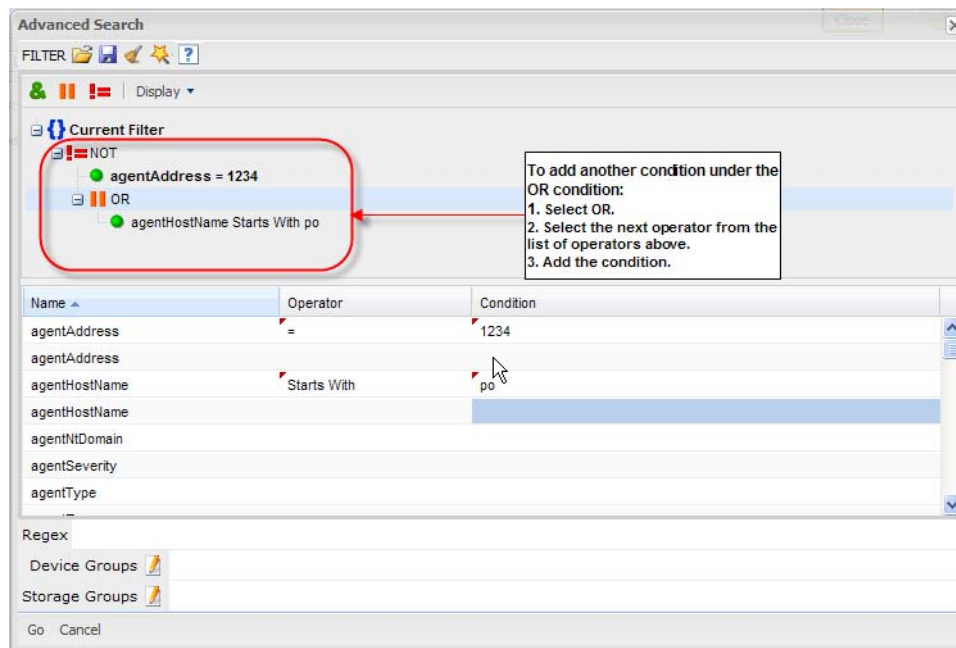 Advanced Search
Close
FILTER
Display
Current Filter
NOT
agentAddress = 1234
OR
agentHostName Starts With po
To add another condition under the
OR condition:
1. Select OR.
2. Select the next operator from the
list of operators above.
3. Add the condition.
Name Operator Condition
agentAddress = 1234
agentAddress
agentHostName Starts With po
agentHostName
agentNtDomain
agentSeverity
agentType
Regex
Device Groups
Storage Groups
Go Cancel